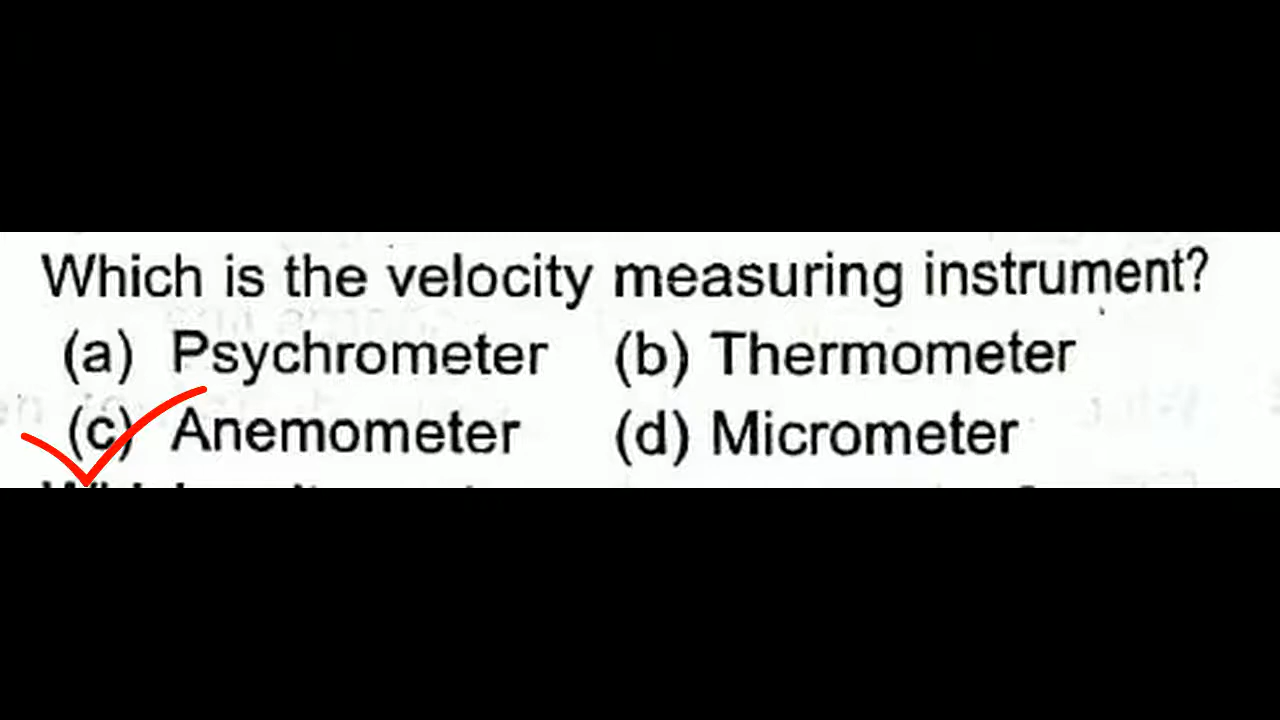 Which is the velocity measuring instrument?
(a) Psychrometer (b) Thermometer
(c) Anemometer (d) Micrometer